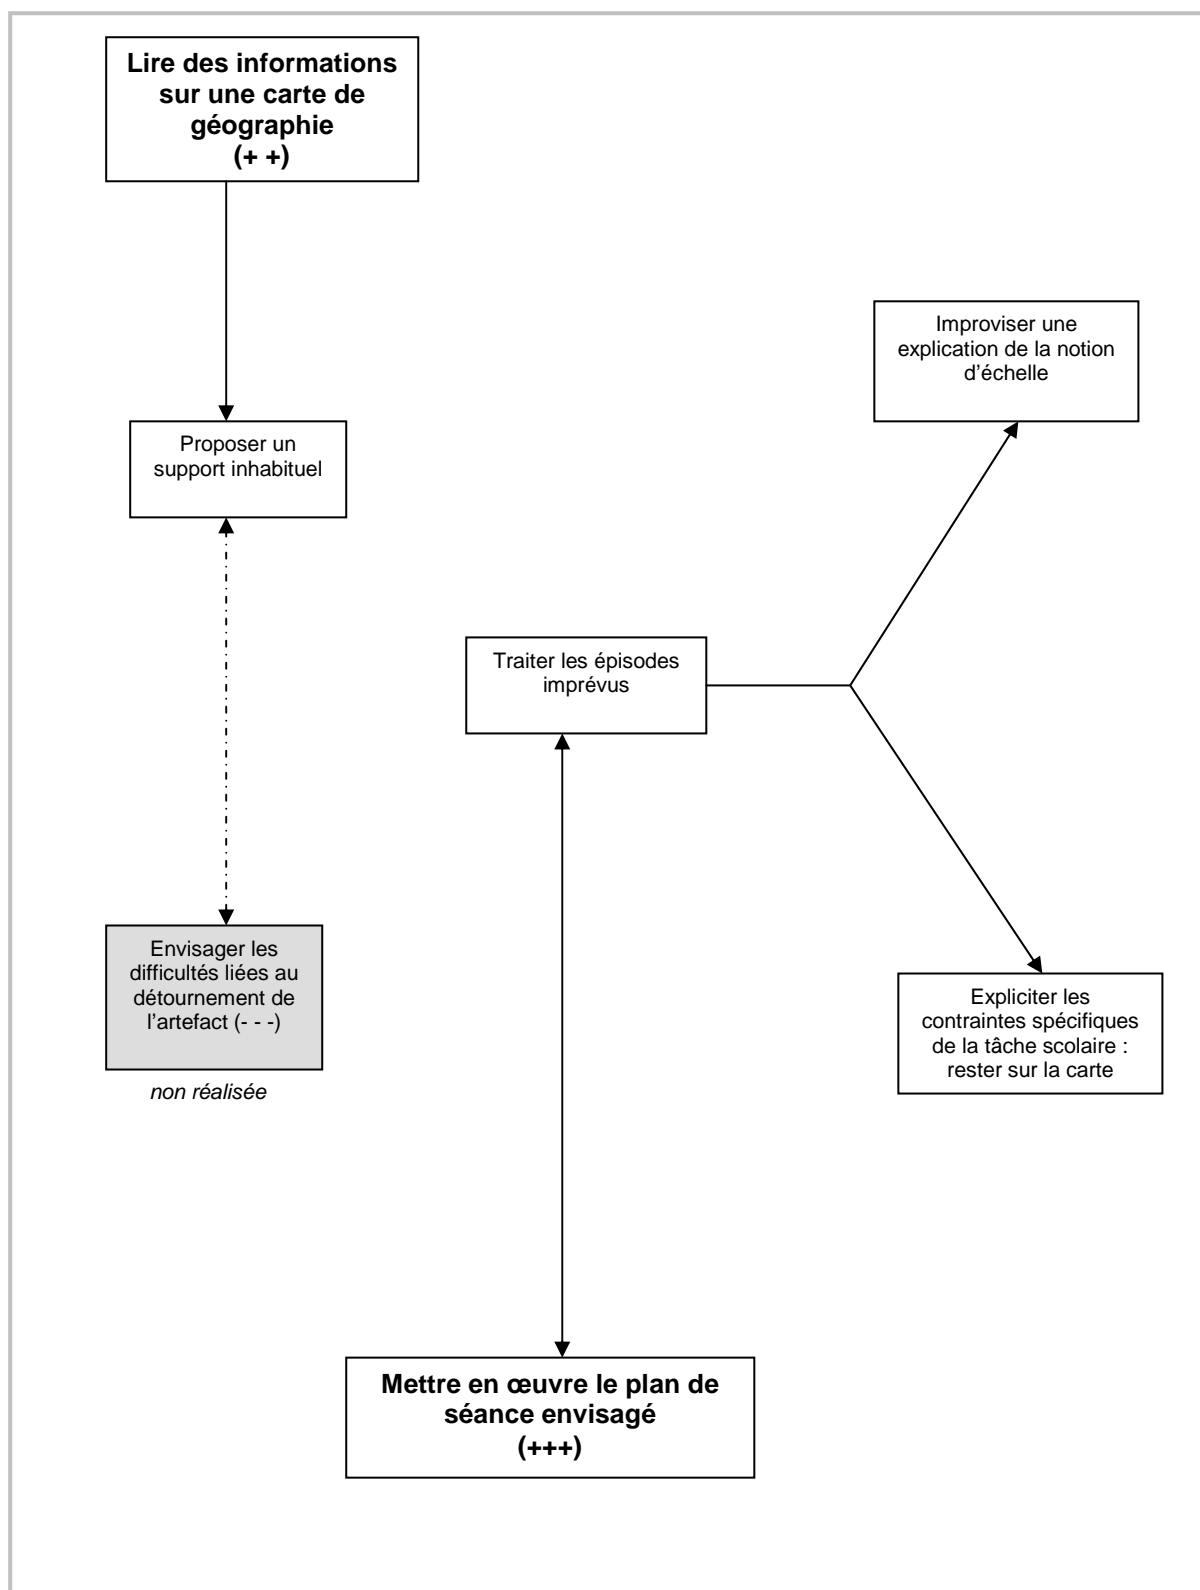 Lire des informations
sur une carte de
géographie
(+ +)
Improviser une
explication de la notion
d’échelle
Proposer un
support inhabituel
Traiter les épisodes
imprévus
Envisager les
difficultés liées au
détournement de
l’artefact (- - -)
non réalisée
Expliciter les
contraintes spécifiques
de la tâche scolaire :
rester sur la carte
Mettre en œuvre le plan de
séance envisagé
(+++)